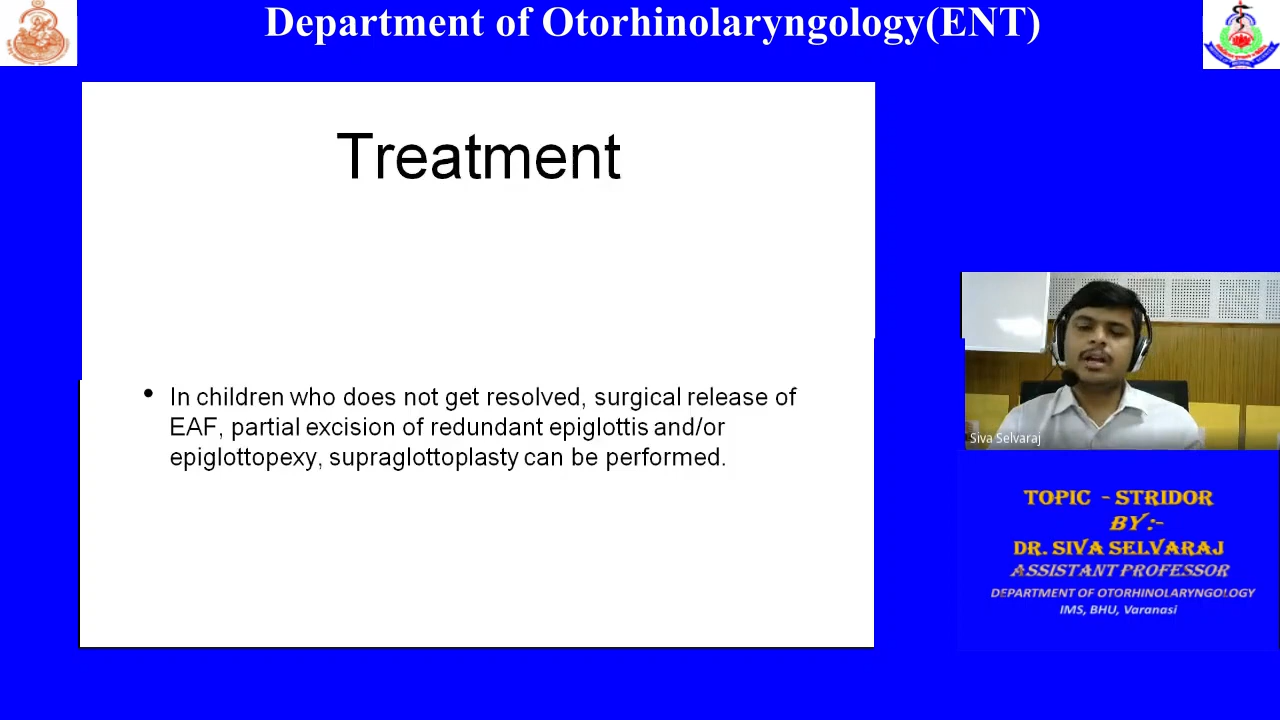 Department of Otorhinolaryngology(ENT)
Treatment
• In children who does not get resolved, surgical release of
EAF, partial excision of redundant epiglottis and/or
epiglottopexy, supraglottoplasty can be performed.
Siva Selvaraj
TOPIC - STRIDOR
BY:-
DR. SIVA SELVARAJ
ASSISTANT PROFESSOR
DEPARTMENT OF OTORHINOLARYNGOLOGY
IMS, BHU, Varanasi